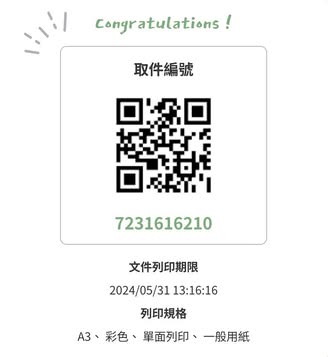 Congratulations!
取件編號
7231616210
文件列印期限
2024/05/31 13:16:16
列印規格
A3、彩色、單面列印、一般用紙